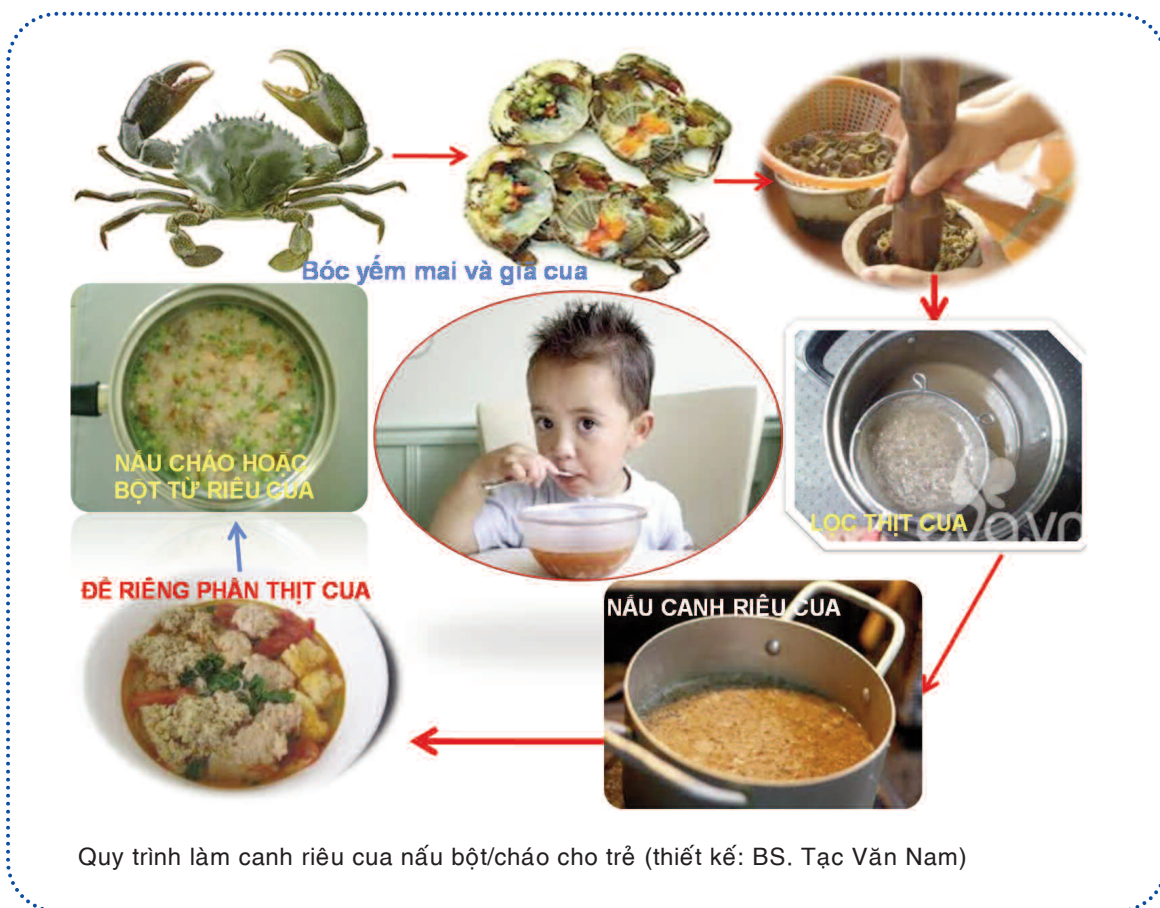 Bóc yếm mai và giã cua
NẤU CHÁO HOẶC
BỘT TỪ RIÊU CUA
LỌC THỊT CUA
ĐỂ RIÊNG PHẦN THỊT CUA
NẤU CANH RIÊU CUA
Quy trình làm canh riêu cua nấu bột/cháo cho trẻ (thiết kế: BS. Tạc Văn Nam)